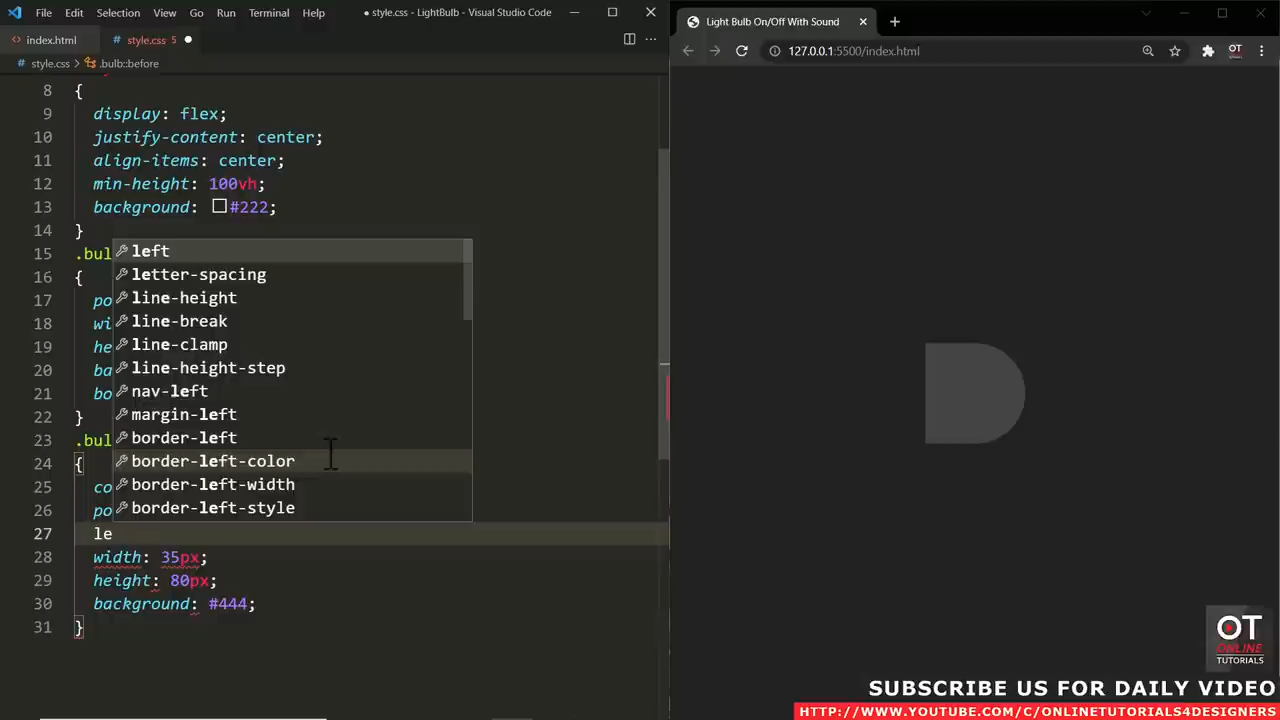 File Edit Selection View Go Run Terminal Help
● style.css - LightBulb - Visual Studio Code
index.html
# style.css 5 ●
# style.css > .bulb::before
8 {
9 display: flex;
10 justify-content: center;
11 align-items: center;
12 min-height: 100vh;
13 background: #222;
14 }
15 .bul
16 {
17 po
18 wi
19 he
20 ba
21 bo
22 }
23 .bul
24 {
25 co
26 po
27 le
28 width: 35px;
29 height: 80px;
30 background: #444;
31 }
left
letter-spacing
line-height
line-break
line-clamp
line-height-step
nav-left
margin-left
border-left
border-left-color
border-left-width
border-left-style
Light Bulb On/Off With Sound
127.0.0.1:5500/index.html
OT
OT
ONLINE
TUTORIALS
SUBSCRIBE US FOR DAILY VIDEO
HTTP://WWW.YOUTUBE.COM/C/ONLINETUTORIALS4DESIGNERS